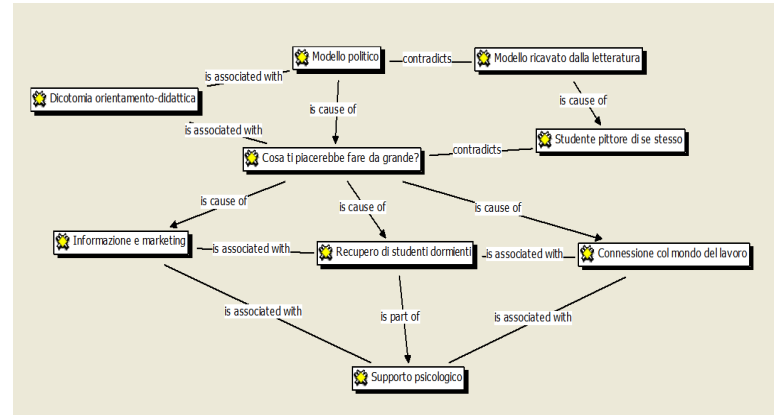 Modello politico
contradicts
Modello ricavato dalla letteratura
is associated with
Dicotomia orientamento-didattica
is cause of
is cause of
is associated with
Studente pittore di se stesso
contradicts
Cosa ti piacerebbe fare da grande?
is cause of
is cause of
is cause of
Informazione e marketing
is associated with
Recupero di studenti dormienti
is associated with
Connessione col mondo del lavoro
is associated with
is part of
is associated with
Supporto psicologico